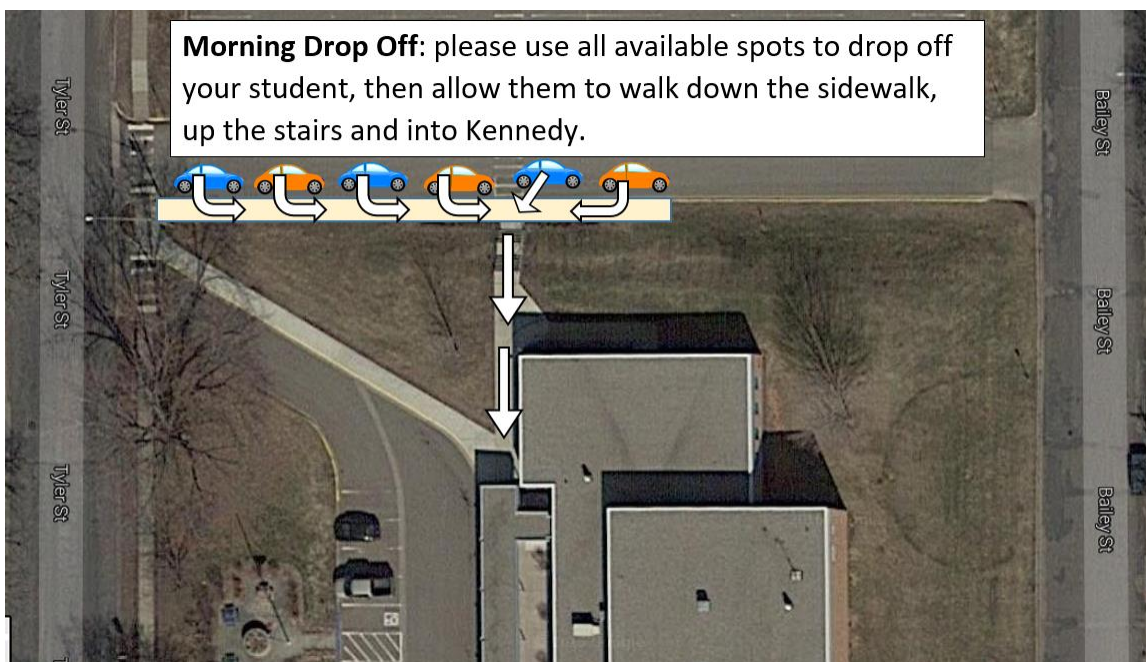 Morning Drop Off: please use all available spots to drop off
your student, then allow them to walk down the sidewalk,
up the stairs and into Kennedy.
Tyler St
Bailey St
Tyler St
Bailey St
Tyler St
Bailey St